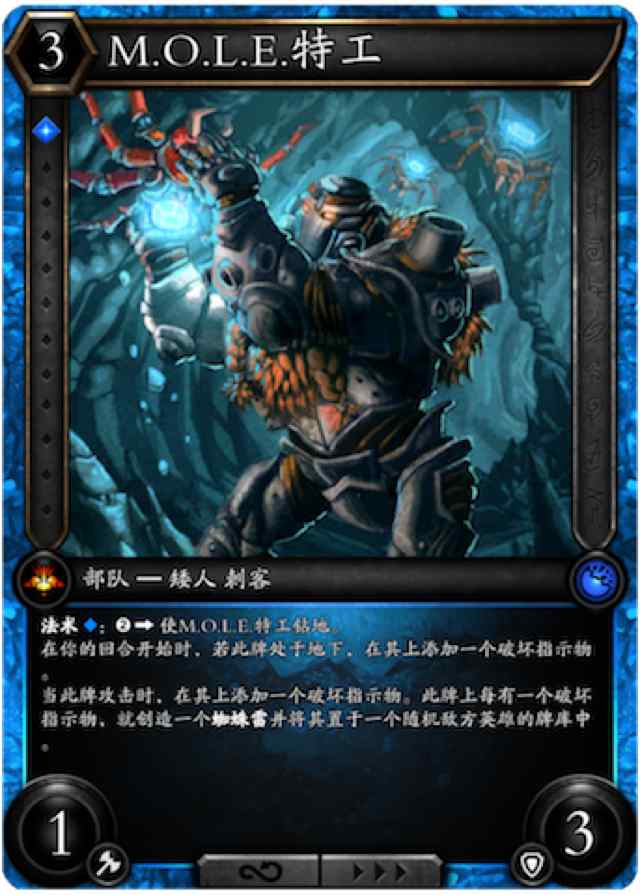 3
M.O.L.E.特工
部队 — 矮人 刺客
法术 ◆：❷➡ 使M.O.L.E.特工钻地。
在你的回合开始时，若此牌处于地下，在其上添加一个破坏指示物
。
当此牌攻击时，在其上添加一个破坏指示物。此牌上每有一个破坏
指示物，就创造一个蜘蛛雷并将其置于一个随机敌方英雄的牌库中
。
1
3